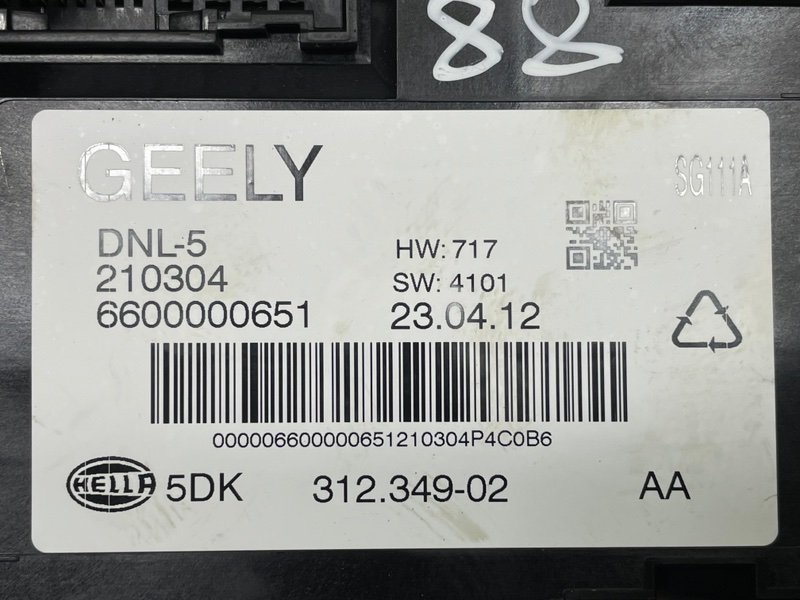 88
GEELY
SG111A
DNL-5
HW: 717
210304
SW: 4101
6600000651
23.04.12
0000066000000651210304P4C0B6
HELLA 5DK 312.349-02 AA